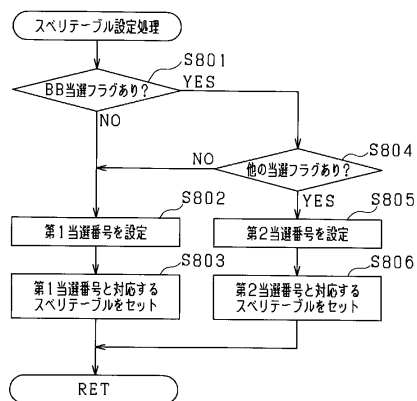 スベリテーブル設定処理
S801
BB当選フラグあり?
YES
NO
S804
NO
他の当選フラグあり?
YES
S802
S805
第1当選番号を設定
第2当選番号を設定
S803
S806
第1当選番号と対応する
スベリテーブルをセット
第2当選番号と対応する
スベリテーブルをセット
RET